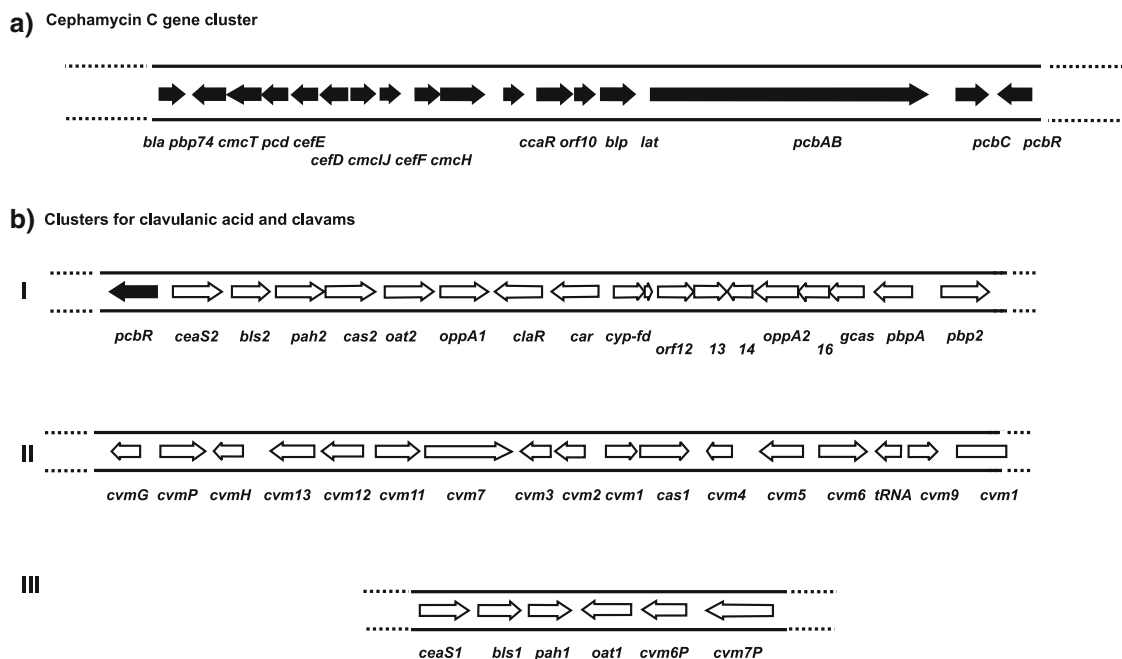 a) Cephamycin C gene cluster
bla pbp74 cmcT pcd cefE ccaR orf10 blp lat pcbAB pcbC pcbR
cefD cmcIJ cefF cmcH
b) Clusters for clavulanic acid and clavams
I
pcbR ceaS2 bls2 pah2 cas2 oat2 oppA1 claR car cyp-fd oppA2 gcas pbpA pbp2
orf12 13 14 16
II
cvmG cvmP cvmH cvm13 cvm12 cvm11 cvm7 cvm3 cvm2 cvm1 cas1 cvm4 cvm5 cvm6 tRNA cvm9 cvm1
III
ceaS1 bls1 pah1 oat1 cvm6P cvm7P